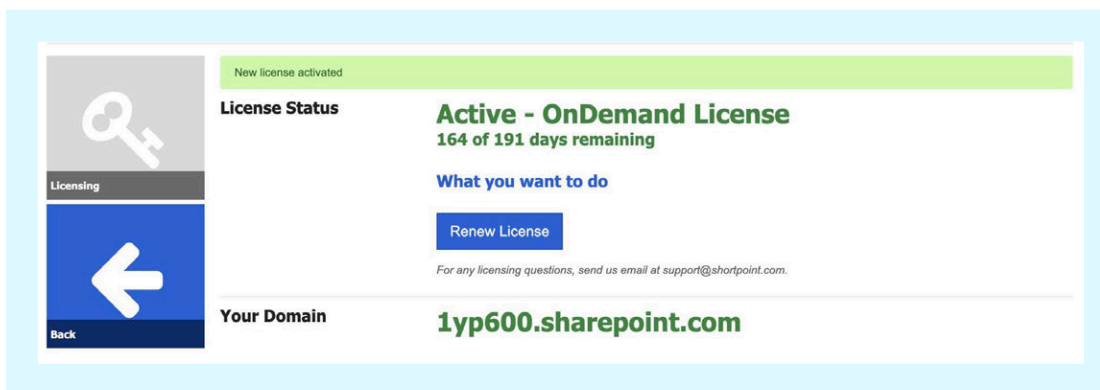 New license activated
License Status
Active - OnDemand License
164 of 191 days remaining
Licensing
What you want to do
Renew License
For any licensing questions, send us email at support@shortpoint.com.
Your Domain
1yp600.sharepoint.com
Back